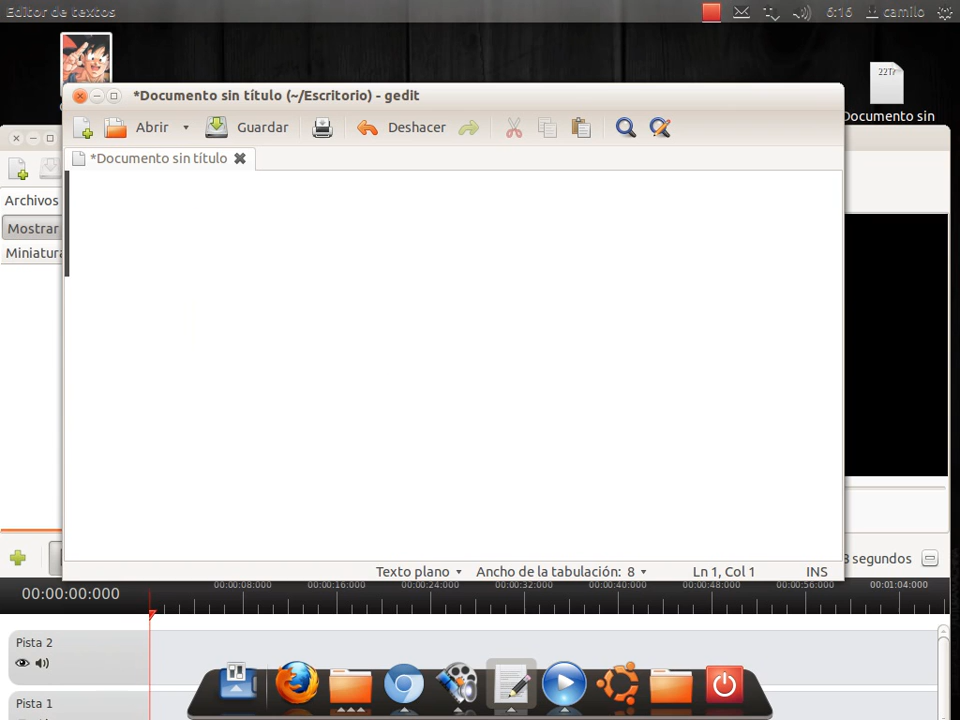 Editor de textos
6:16 camilo
22Tr
Documento sin
*Documento sin título (~/Escritorio) - gedit
Abrir Guardar Deshacer
*Documento sin título
Archivos
Mostrar
Miniatura
Texto plano Ancho de la tabulación: 8 Ln 1, Col 1 INS
segundos
00:00:00:000
00:00:08:000 00:00:16:000 00:00:24:000 00:00:32:000 00:00:40:000 00:00:48:000 00:00:56:000 00:01:04:000
Pista 2
Pista 1